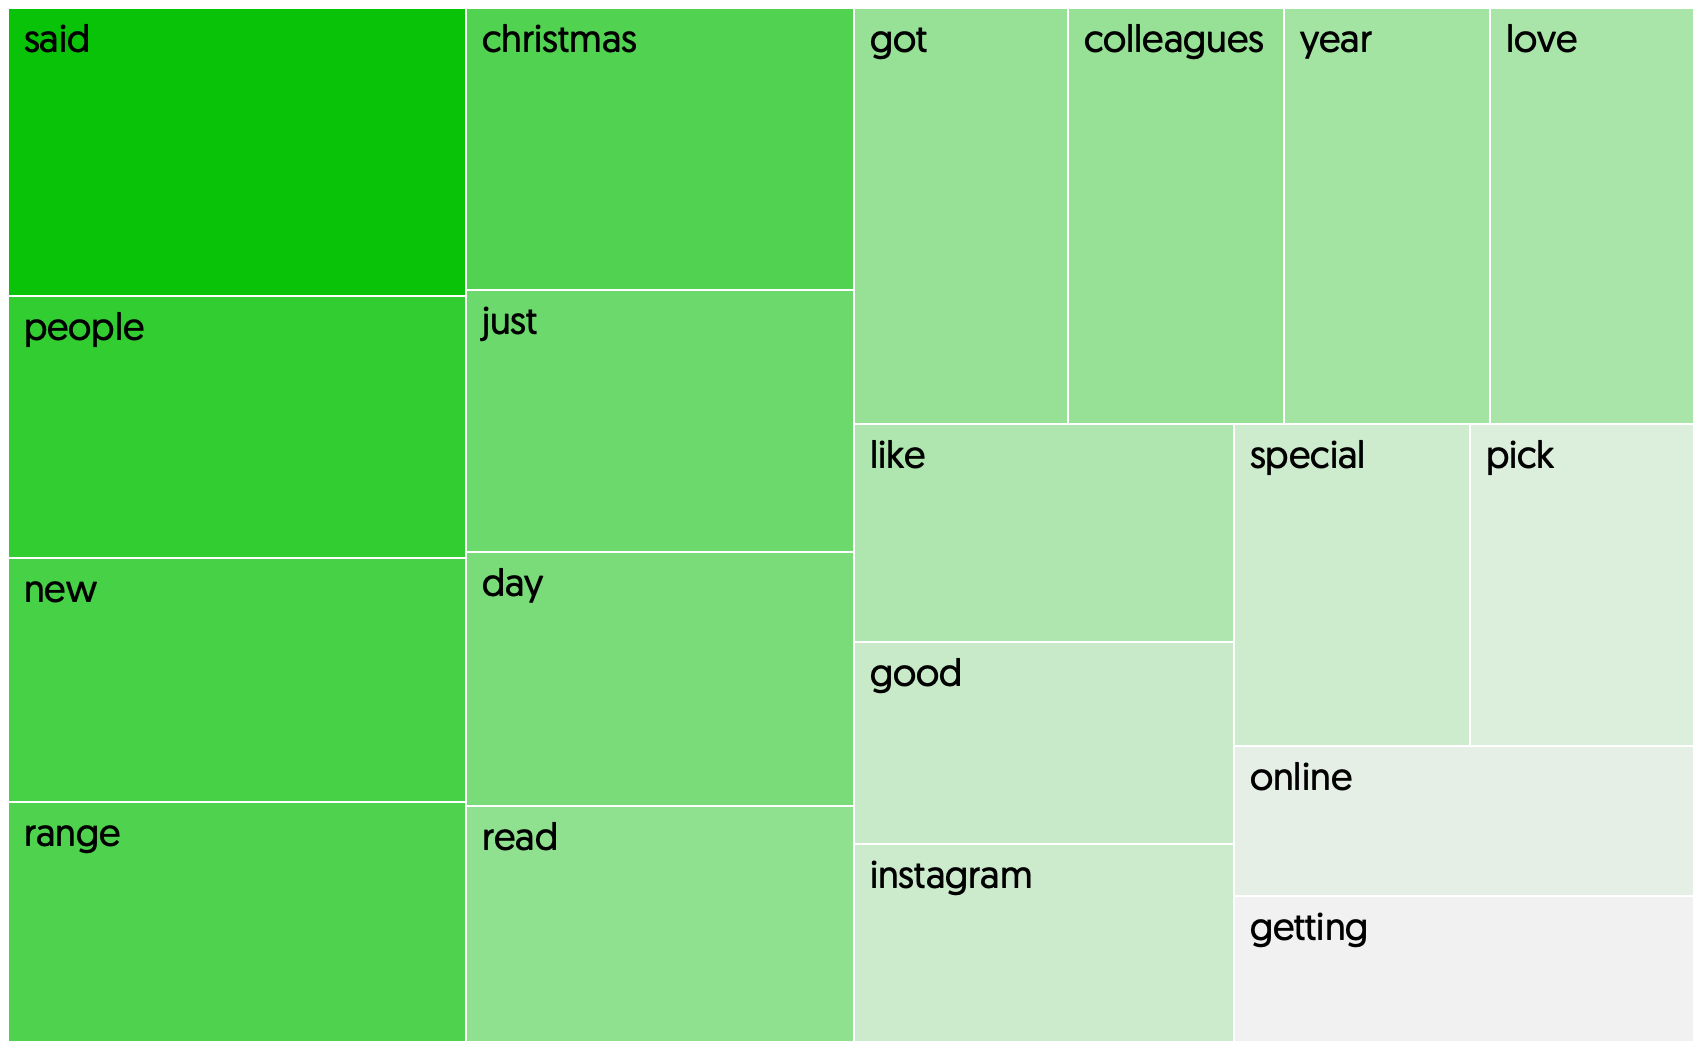 said
people
new
range
christmas
just
day
read
got
colleagues
year
love
like
good
instagram
special
pick
online
getting